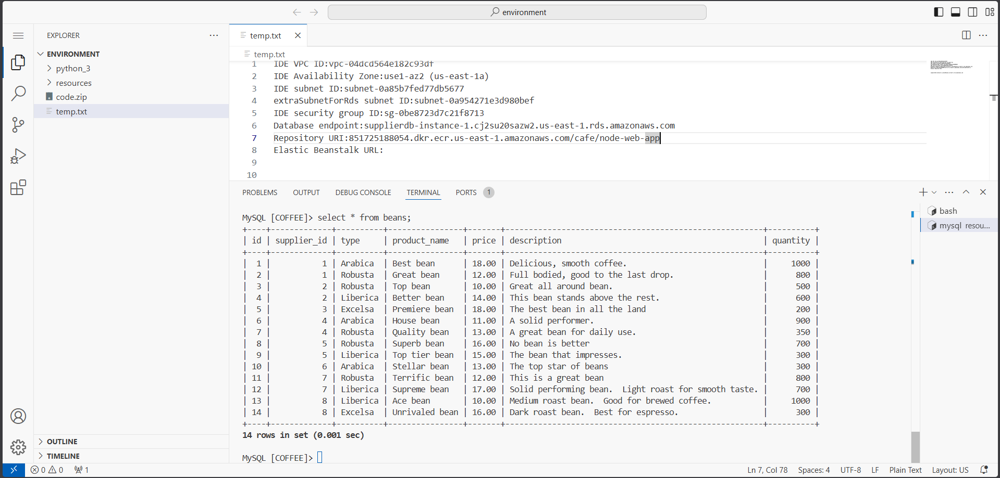 environment
EXPLORER
ENVIRONMENT
python_3
resources
code.zip
temp.txt
OUTLINE
TIMELINE
temp.txt
temp.txt
1 IDE VPC ID:vpc-04dcd564e182c93df
2 IDE Availability Zone:use1-az2 (us-east-1a)
3 IDE subnet ID:subnet-0a85b7fed77db5677
4 extraSubnetForRds subnet ID:subnet-0a954271e3d980bef
5 IDE security group ID:sg-0be8723d7c21f8713
6 Database endpoint:supplierdb-instance-1.cj2su20sazw2.us-east-1.rds.amazonaws.com
7 Repository URI:851725188054.dkr.ecr.us-east-1.amazonaws.com/cafe/node-web-app
8 Elastic Beanstalk URL:
9
10
PROBLEMS OUTPUT DEBUG CONSOLE TERMINAL PORTS 1
MySQL [COFFEE]> select * from beans;
+----+-------------+----------+----------------+-------+-------------------------------------------------------+----------+
| id | supplier_id | type     | product_name   | price | description                                           | quantity |
+----+-------------+----------+----------------+-------+-------------------------------------------------------+----------+
|  1 |           1 | Arabica  | Best bean      | 18.00 | Delicious, smooth coffee.                             |     1000 |
|  2 |           1 | Robusta  | Great bean     | 12.00 | Full bodied, good to the last drop.                   |      800 |
|  3 |           2 | Robusta  | Top bean       | 10.00 | Great all around bean.                                |      500 |
|  4 |           2 | Liberica | Better bean    | 14.00 | This bean stands above the rest.                      |      600 |
|  5 |           3 | Excelsa  | Premiere bean  | 18.00 | The best bean in all the land                         |      200 |
|  6 |           4 | Arabica  | House bean     | 11.00 | A solid performer.                                    |      900 |
|  7 |           4 | Robusta  | Quality bean   | 13.00 | A great bean for daily use.                           |      350 |
|  8 |           5 | Robusta  | Superb bean    | 16.00 | No bean is better                                     |      700 |
|  9 |           5 | Liberica | Top tier bean  | 15.00 | The bean that impresses.                              |      300 |
| 10 |           6 | Arabica  | Stellar bean   | 13.00 | The top star of beans                                 |      300 |
| 11 |           7 | Robusta  | Terrific bean  | 12.00 | This is a great bean                                  |      800 |
| 12 |           7 | Liberica | Supreme bean   | 17.00 | Solid performing bean.  Light roast for smooth taste. |      700 |
| 13 |           8 | Liberica | Ace bean       | 10.00 | Medium roast bean.  Good for brewed coffee.           |     1000 |
| 14 |           8 | Excelsa  | Unrivaled bean | 16.00 | Dark roast bean.  Best for espresso.                  |      300 |
+----+-------------+----------+----------------+-------+-------------------------------------------------------+----------+
14 rows in set (0.001 sec)
MySQL [COFFEE]>
bash
mysql resou...
0 0 1
Ln 7, Col 78 Spaces: 4 UTF-8 LF Plain Text Layout: US